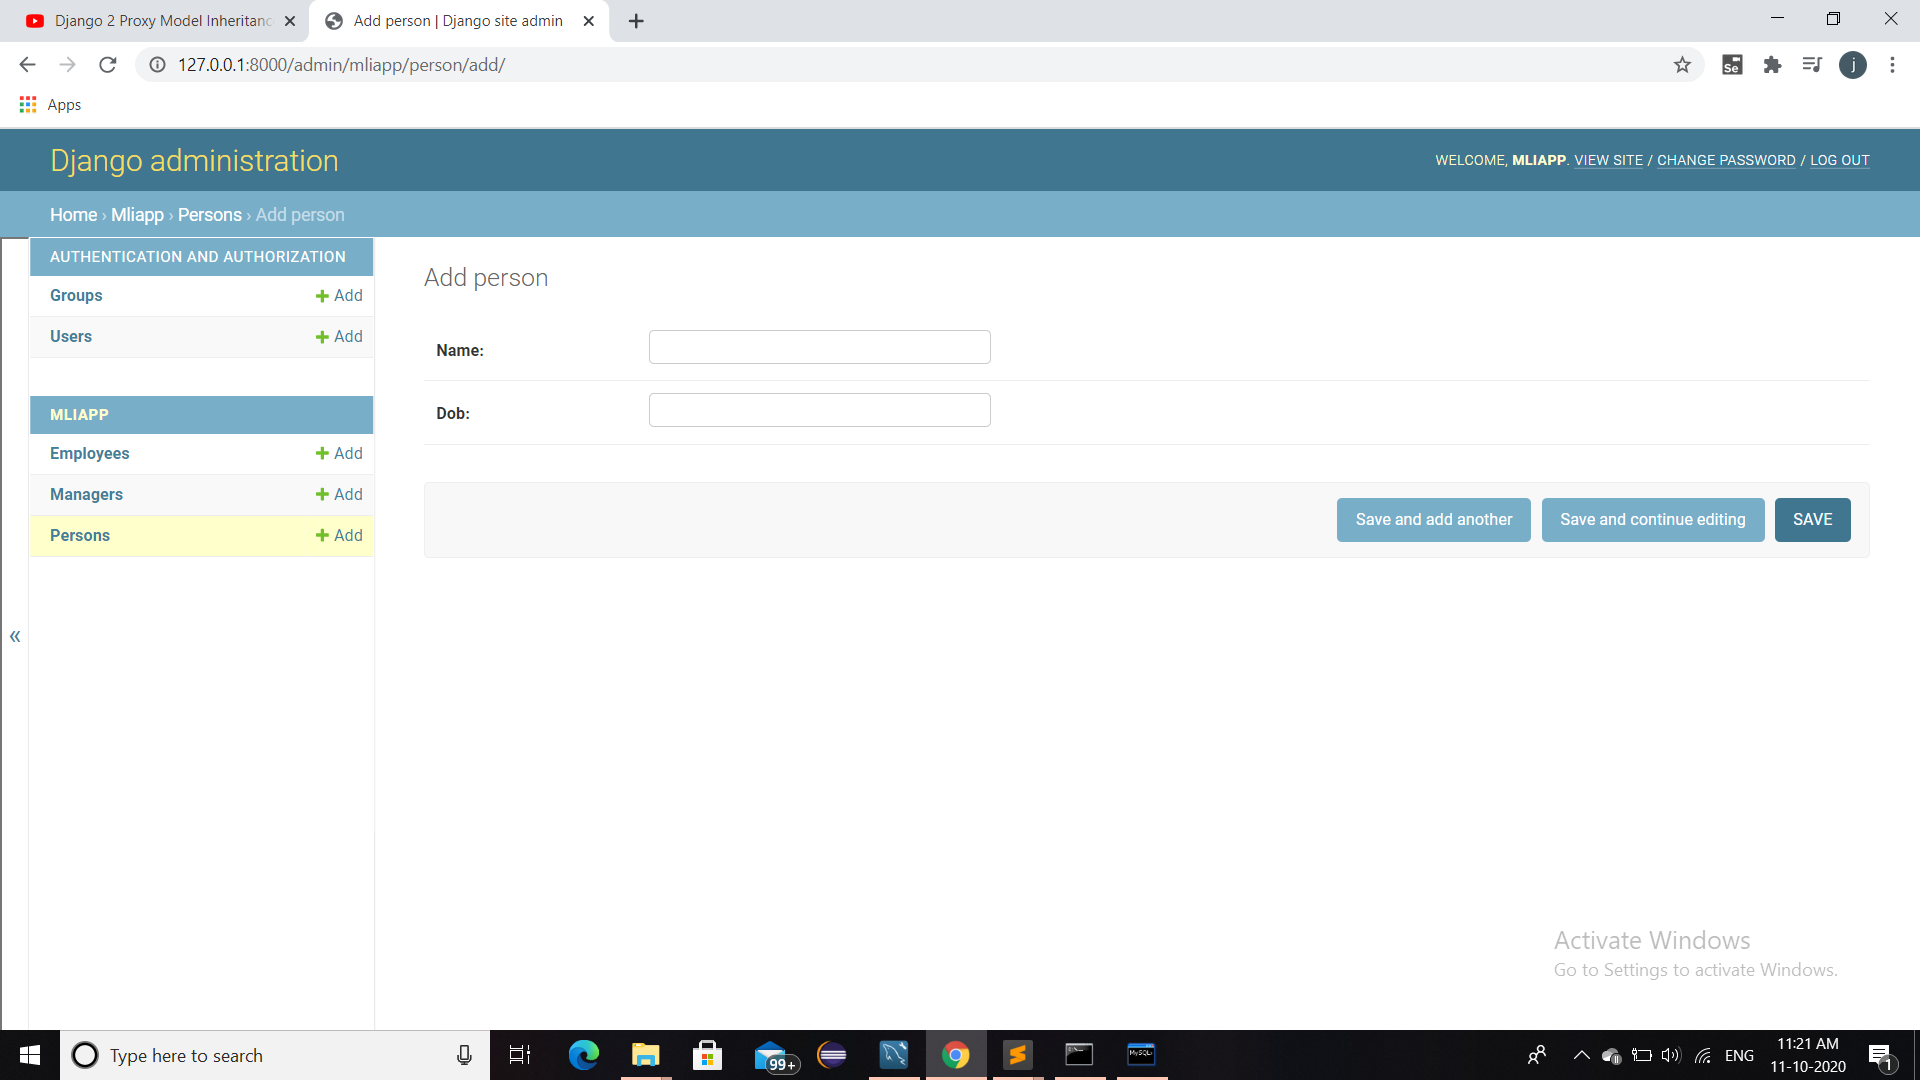 Django 2 Proxy Model Inheritanc
Add person | Django site admin
127.0.0.1:8000/admin/mliapp/person/add/
Se
j
Apps
Django administration
WELCOME, MLIAPP. VIEW SITE / CHANGE PASSWORD / LOG OUT
Home › Mliapp › Persons › Add person
AUTHENTICATION AND AUTHORIZATION
Groups + Add
Users + Add
MLIAPP
Employees + Add
Managers + Add
Persons + Add
«
Add person
Name:
Dob:
Save and add another
Save and continue editing
SAVE
Activate Windows
Go to Settings to activate Windows.
Type here to search
99+
ENG
11:21 AM
11-10-2020
1